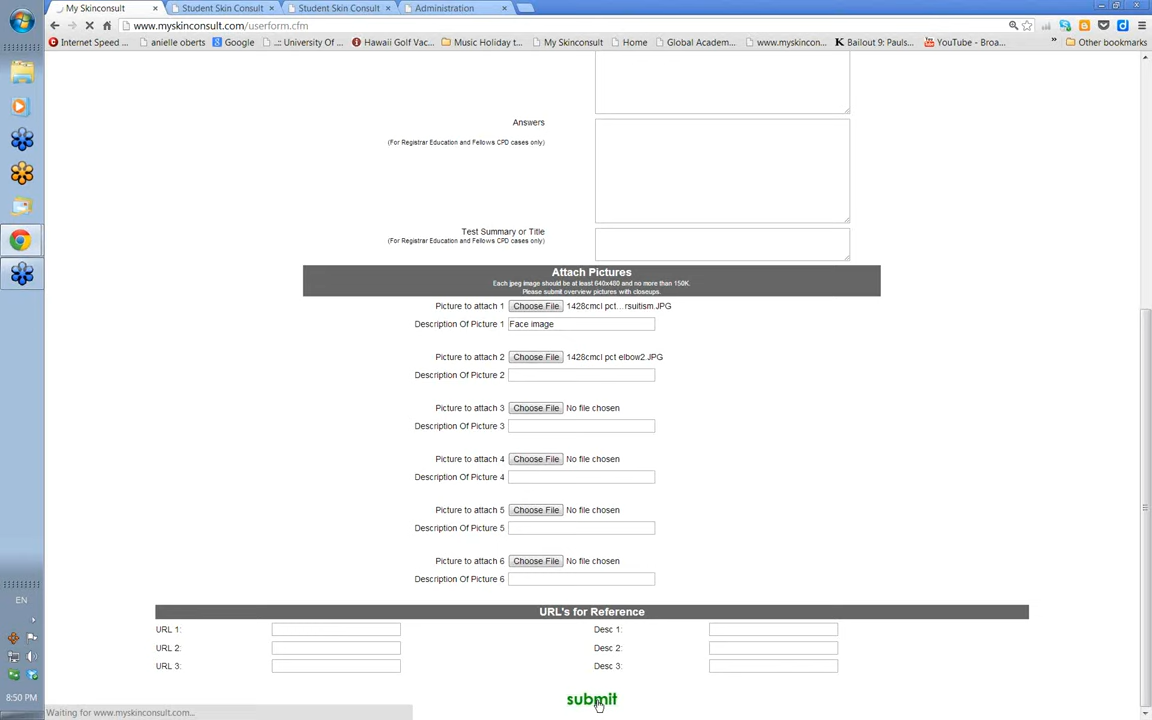 My Skinconsult
Student Skin Consult
Student Skin Consult
Administration
www.myskinconsult.com/userform.cfm
Internet Speed ...
anielle oberts
Google
..:: University Of ...
Hawaii Golf Vac...
Music Holiday t...
My Skinconsult
Home
Global Academ...
www.myskincon...
Bailout 9: Pauls...
YouTube - Broa...
»
Other bookmarks
Answers
(For Registrar Education and Fellows CPD cases only)
Test Summary or Title
(For Registrar Education and Fellows CPD cases only)
Attach Pictures
Each jpeg image should be at least 640x480 and no more than 150K.
Please submit overview pictures with closeups.
Picture to attach 1 Choose File 1428cmcl pct...rsuitism.JPG
Description Of Picture 1 Face image
Picture to attach 2 Choose File 1428cmcl pct elbow2.JPG
Description Of Picture 2
Picture to attach 3 Choose File No file chosen
Description Of Picture 3
Picture to attach 4 Choose File No file chosen
Description Of Picture 4
Picture to attach 5 Choose File No file chosen
Description Of Picture 5
Picture to attach 6 Choose File No file chosen
Description Of Picture 6
URL's for Reference
URL 1: Desc 1:
URL 2: Desc 2:
URL 3: Desc 3:
submit
EN
8:50 PM
Waiting for www.myskinconsult.com...